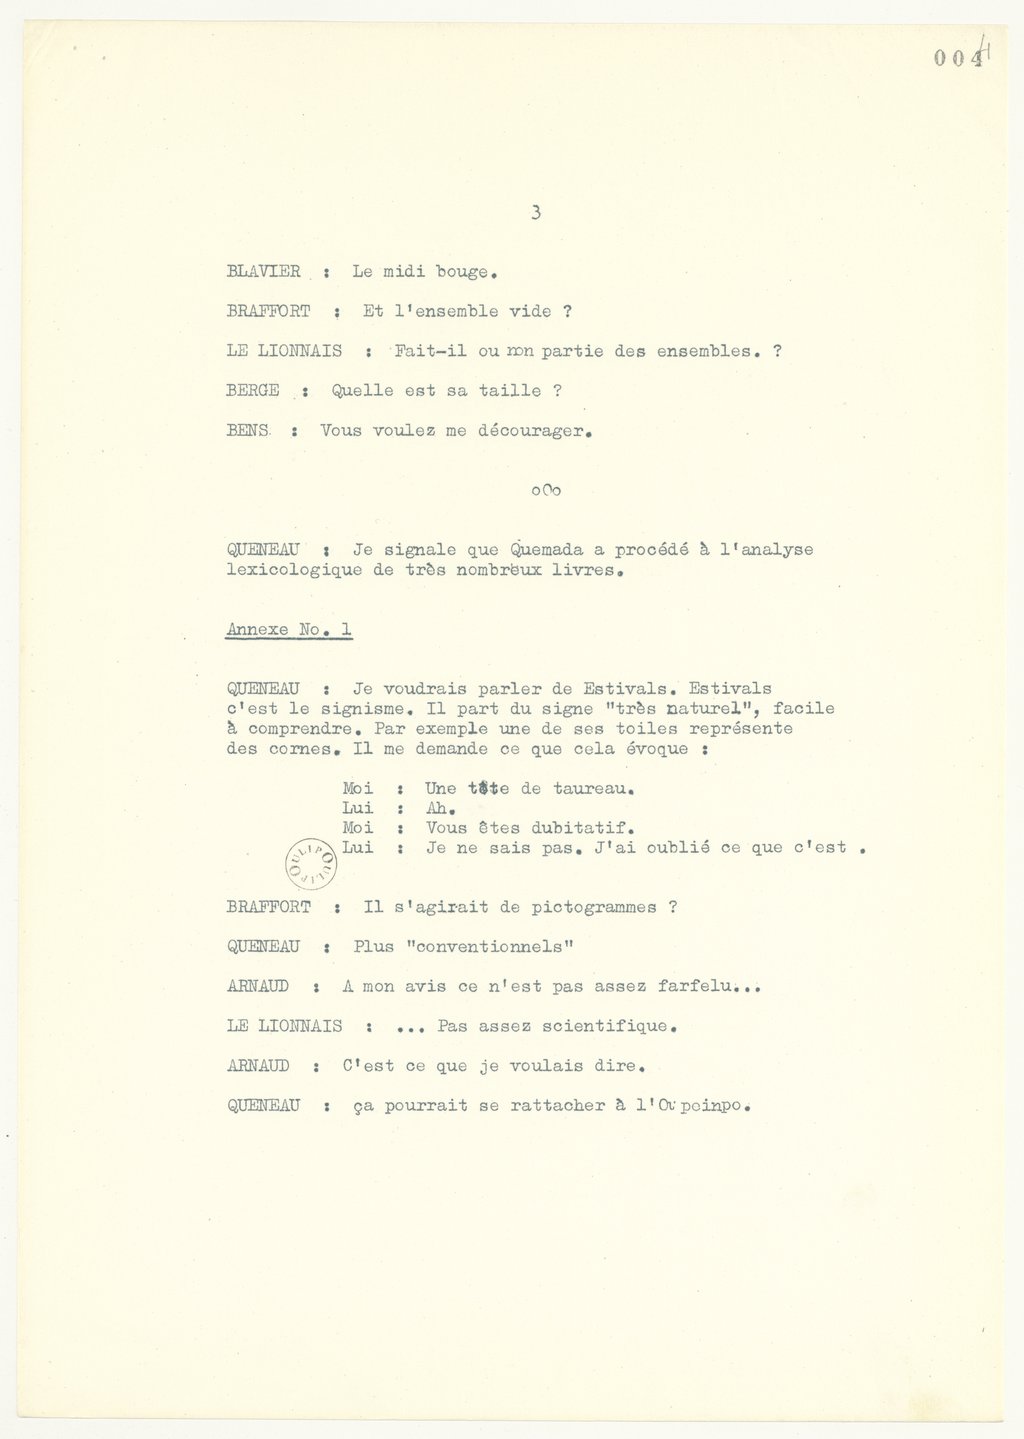 004
3
BLAVIER : Le midi bouge.
BRAFFORT : Et l'ensemble vide ?
LE LIONNAIS : Fait-il ou non partie des ensembles. ?
BERGE : Quelle est sa taille ?
BENS : Vous voulez me décourager.
oOo
QUENEAU : Je signale que Quemada a procédé à l'analyse
lexicologique de très nombreux livres.
Annexe No. 1
QUENEAU : Je voudrais parler de Estivals. Estivals
c'est le signisme. Il part du signe "très naturel", facile
à comprendre. Par exemple une de ses toiles représente
des cornes. Il me demande ce que cela évoque :
Moi : Une tête de taureau.
Lui : Ah.
Moi : Vous êtes dubitatif.
Lui : Je ne sais pas. J'ai oublié ce que c'est .
OULIPOULIPO
BRAFFORT : Il s'agirait de pictogrammes ?
QUENEAU : Plus "conventionnels"
ARNAUD : A mon avis ce n'est pas assez farfelu...
LE LIONNAIS : ... Pas assez scientifique.
ARNAUD : C'est ce que je voulais dire.
QUENEAU : ça pourrait se rattacher à l'Oupeinpo.